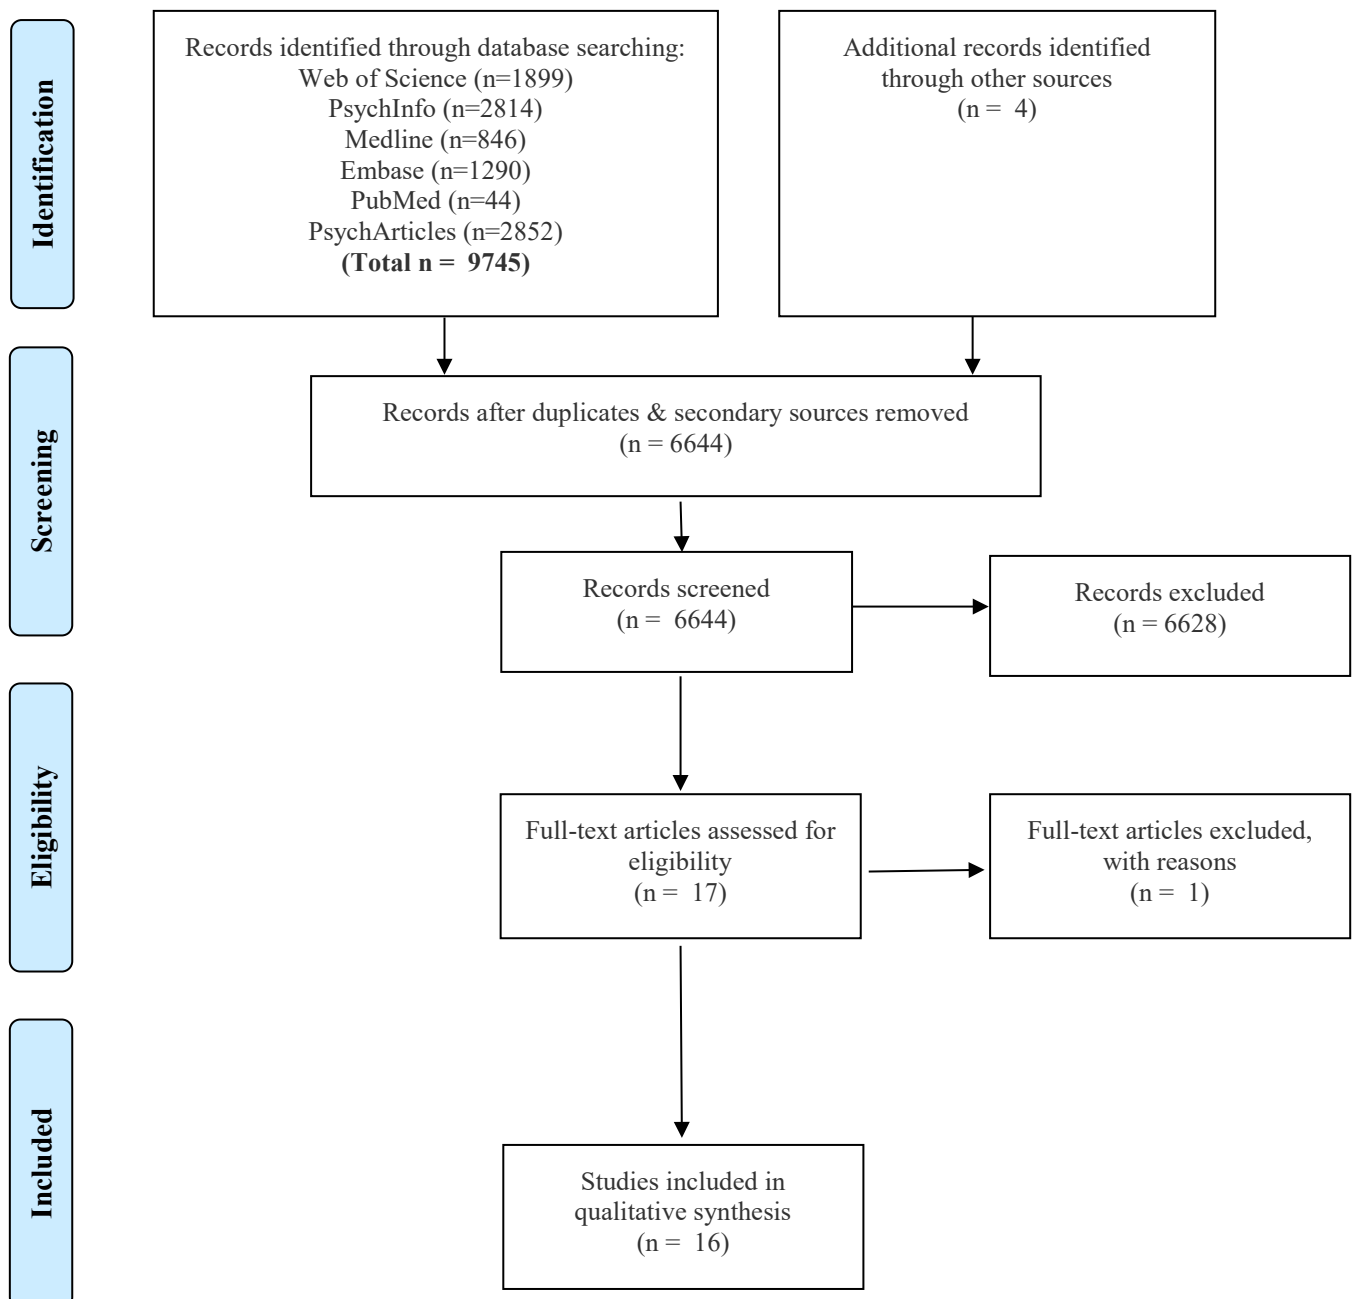 Identification
Records identified through database searching:
Web of Science (n=1899)
PsychInfo (n=2814)
Medline (n=846)
Embase (n=1290)
PubMed (n=44)
PsychArticles (n=2852)
(Total n = 9745)
Additional records identified
through other sources
(n = 4)
Screening
Records after duplicates & secondary sources removed
(n = 6644)
Records screened
(n = 6644)
Records excluded
(n = 6628)
Eligibility
Full-text articles assessed for
eligibility
(n = 17)
Full-text articles excluded,
with reasons
(n = 1)
Included
Studies included in
qualitative synthesis
(n = 16)